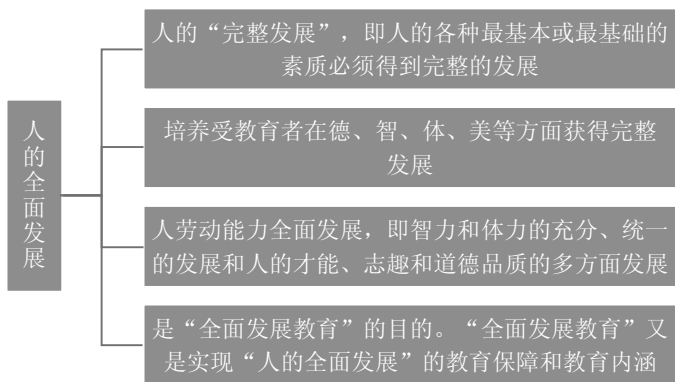 人的全面发展
人的“完整发展”，即人的各种最基本或最基础的
素质必须得到完整的发展
培养受教育者在德、智、体、美等方面获得完整
发展
人劳动能力全面发展，即智力和体力的充分、统一
的发展和人的才能、志趣和道德品质的多方面发展
是“全面发展教育”的目的。“全面发展教育”又
是实现“人的全面发展”的教育保障和教育内涵